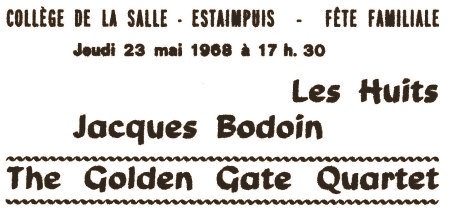 COLLÈGE DE LA SALLE - ESTAIMPUIS - FÊTE FAMILIALE
Jeudi 23 mai 1968 à 17 h. 30
Les Huits
Jacques Bodoin
The Golden Gate Quartet